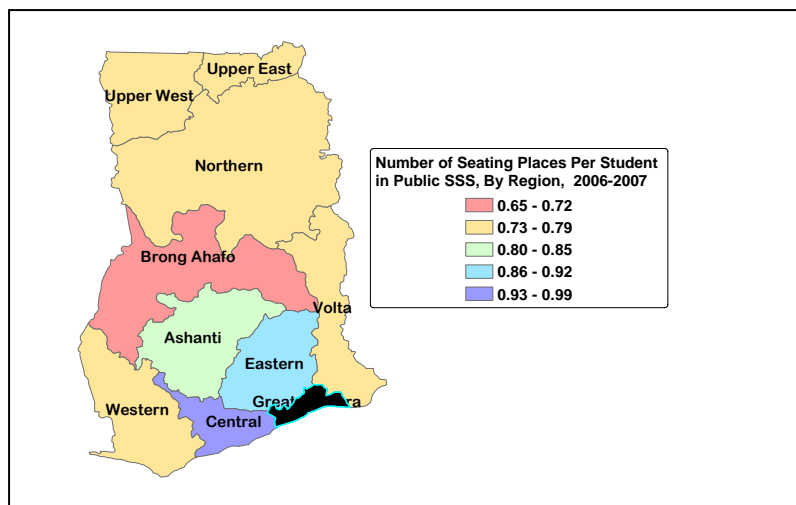 Upper East
Upper West
Northern
Number of Seating Places Per Student
in Public SSS, By Region, 2006-2007
0.65 - 0.72
0.73 - 0.79
0.80 - 0.85
0.86 - 0.92
0.93 - 0.99
Brong Ahafo
Volta
Ashanti
Eastern
Western
Central